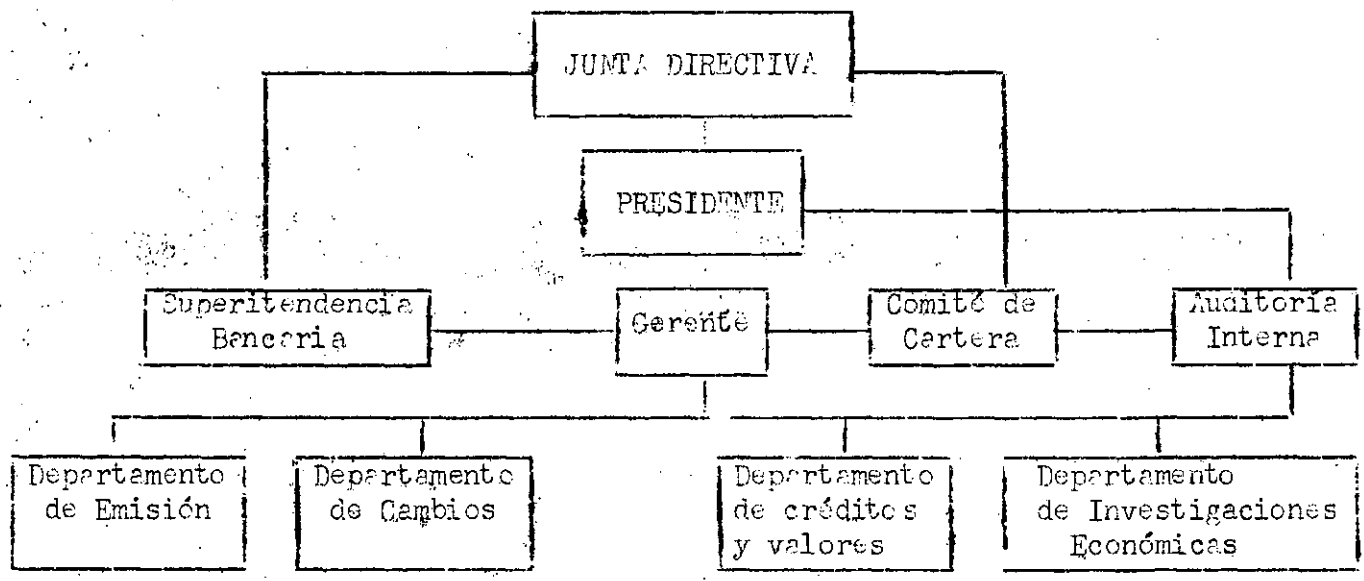 JUNTA DIRECTIVA
PRESIDENTE
Superitendencia
Bancaria
Gerente
Comité de
Cartera
Auditoría
Interna
Departamento
de Emisión
Departamento
de Cambios
Departamento
de créditos
y valores
Departamento
de Investigaciones
Económicas